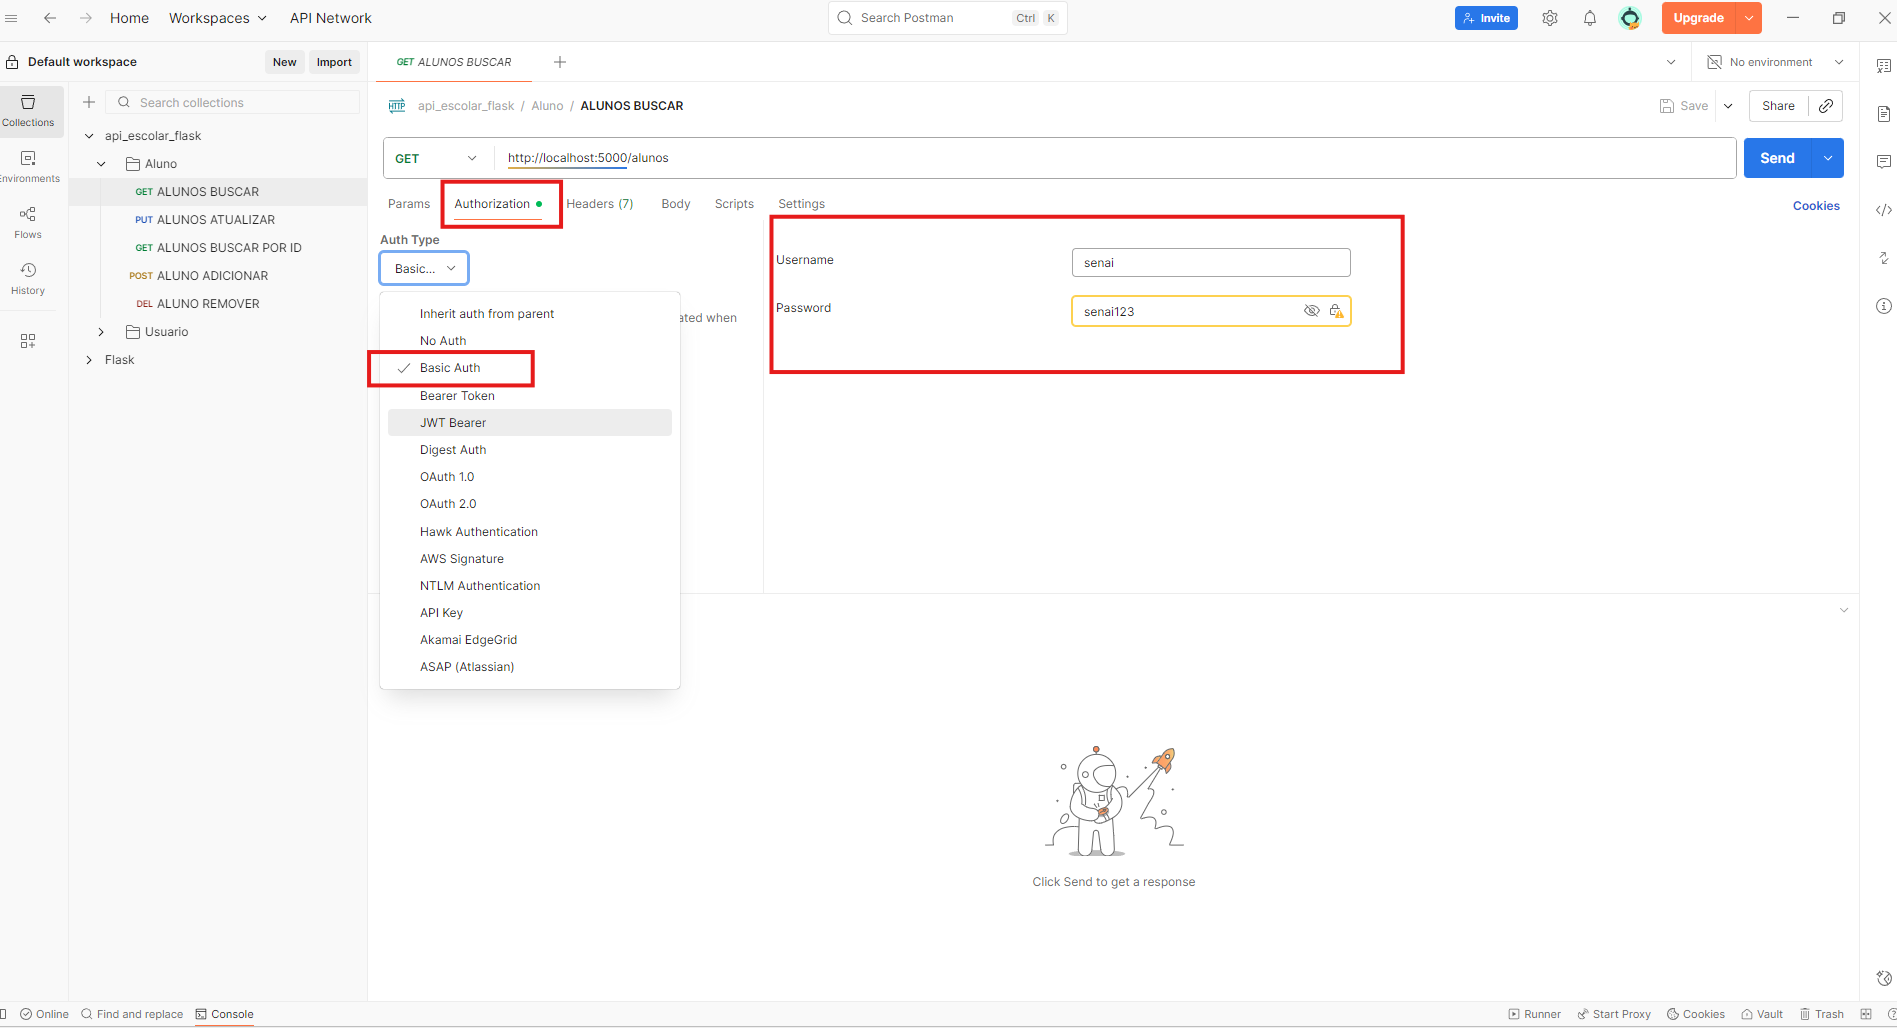 Home Workspaces API Network
Search Postman Ctrl K
Invite Upgrade
Default workspace New Import
GET ALUNOS BUSCAR
No environment
Collections
Environments
Flows
History
Search collections
api_escolar_flask
Aluno
GET ALUNOS BUSCAR
PUT ALUNOS ATUALIZAR
GET ALUNOS BUSCAR POR ID
POST ALUNO ADICIONAR
DEL ALUNO REMOVER
Usuario
Flask
HTTP api_escolar_flask / Aluno / ALUNOS BUSCAR
Save Share
GET http://localhost:5000/alunos Send
Params Authorization Headers (7) Body Scripts Settings Cookies
Auth Type
Basic...
Inherit auth from parent
No Auth
Basic Auth
Bearer Token
JWT Bearer
Digest Auth
OAuth 1.0
OAuth 2.0
Hawk Authentication
AWS Signature
NTLM Authentication
API Key
Akamai EdgeGrid
ASAP (Atlassian)
ated when
Username senai
Password senai123
Click Send to get a response
Online Find and replace Console
Runner Start Proxy Cookies Vault Trash